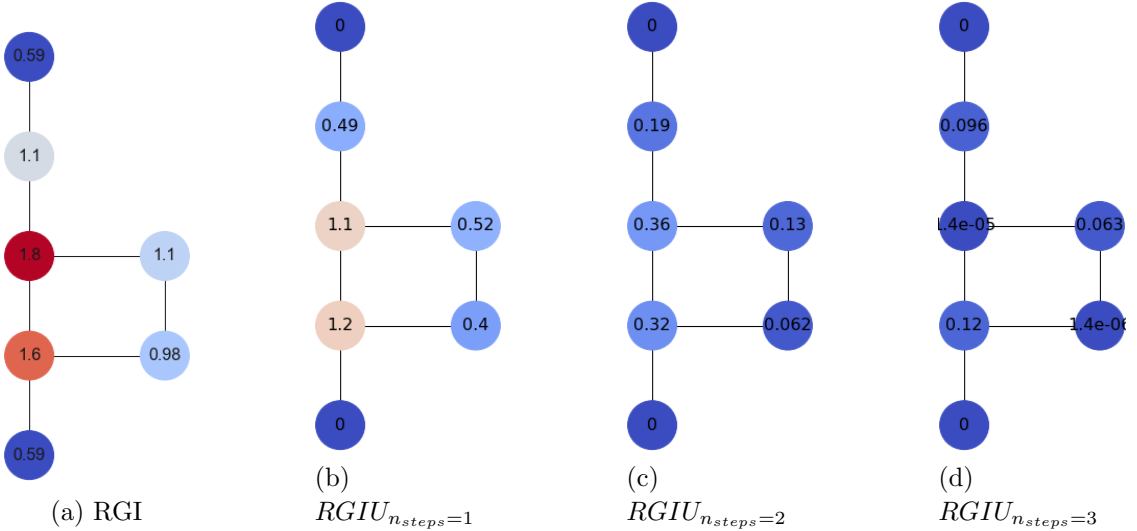 0.59
1.1
1.8
1.1
1.6
0.98
0.59
(a) RGI
0
0.49
1.1
0.52
1.2
0.4
0
(b)
RGIU_{n_{steps}=1}
0
0.19
0.36
0.13
0.32
0.062
0
(c)
RGIU_{n_{steps}=2}
0
0.096
1.4e-05
0.063
0.12
1.4e-06
0
(d)
RGIU_{n_{steps}=3}